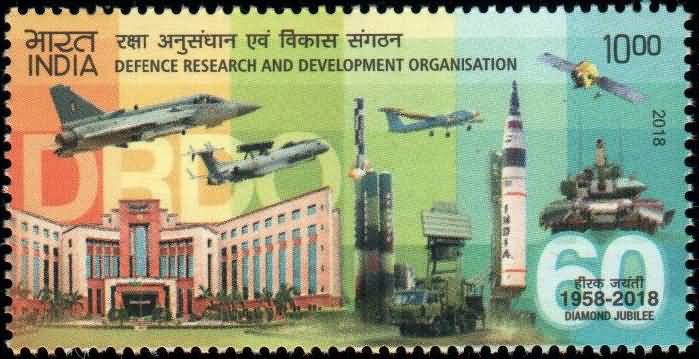 भारत
INDIA
रक्षा अनुसंधान एवं विकास संगठन
DEFENCE RESEARCH AND DEVELOPMENT ORGANISATION
10.00
2018
DRDO
INDIA
60
हीरक जयंती
1958-2018
DIAMOND JUBILEE